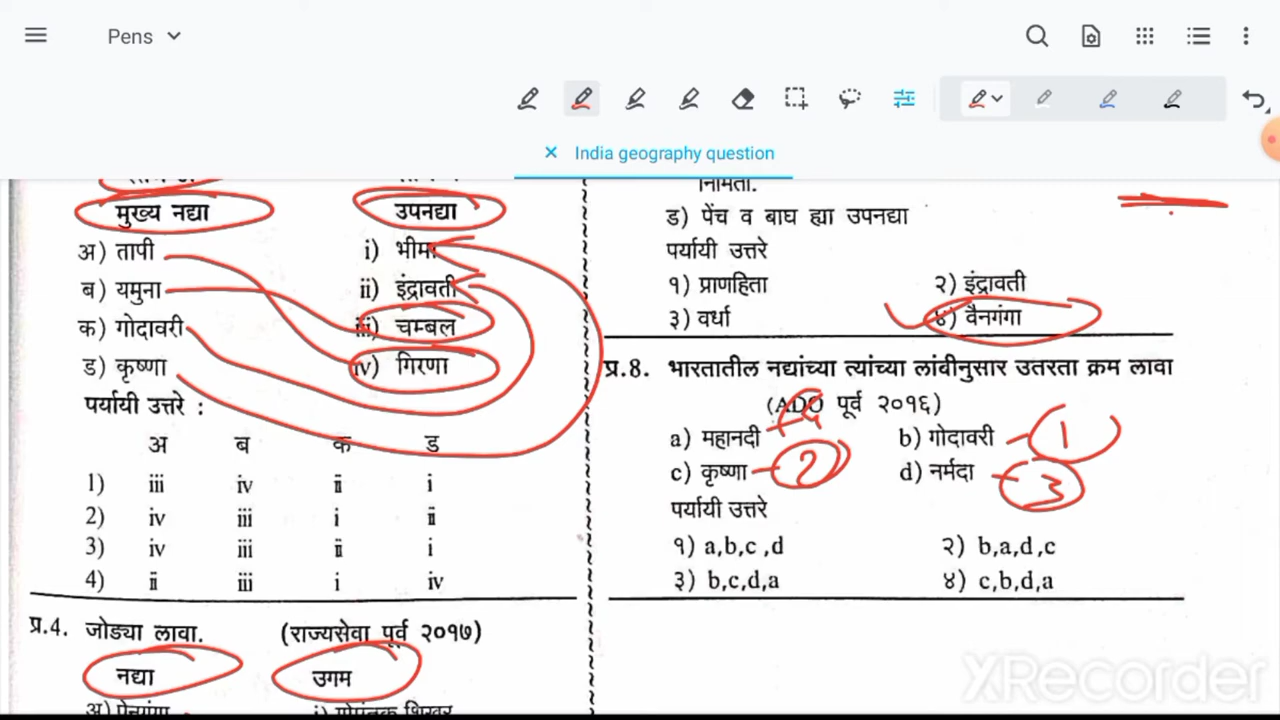 Pens
India geography question
मुख्य नद्या उपनद्या
अ) तापी i) भीमा
ब) यमुना ii) इंद्रावती
क) गोदावरी iii) चम्बल
ड) कृष्णा iv) गिरणा
पर्यायी उत्तरे :
अ ब क ड
1) iii iv ii i
2) iv iii i ii
3) iv iii ii i
4) ii iii i iv
प्र.4. जोड्या लावा. (राज्यसेवा पूर्व २०१७)
नद्या उगम
अ) पेनगंगा
निर्मिती.
ड) पेंच व बाघ ह्या उपनद्या
पर्यायी उत्तरे
१) प्राणहिता २) इंद्रावती
३) वर्धा ४) वैनगंगा
प्र.8. भारतातील नद्यांच्या त्यांच्या लांबीनुसार उतरता क्रम लावा
(ADO पूर्व २०१६)
a) महानदी b) गोदावरी 1
c) कृष्णा 2 d) नर्मदा 3
पर्यायी उत्तरे
१) a,b,c ,d २) b,a,d,c
३) b,c,d,a ४) c,b,d,a
XRecorder